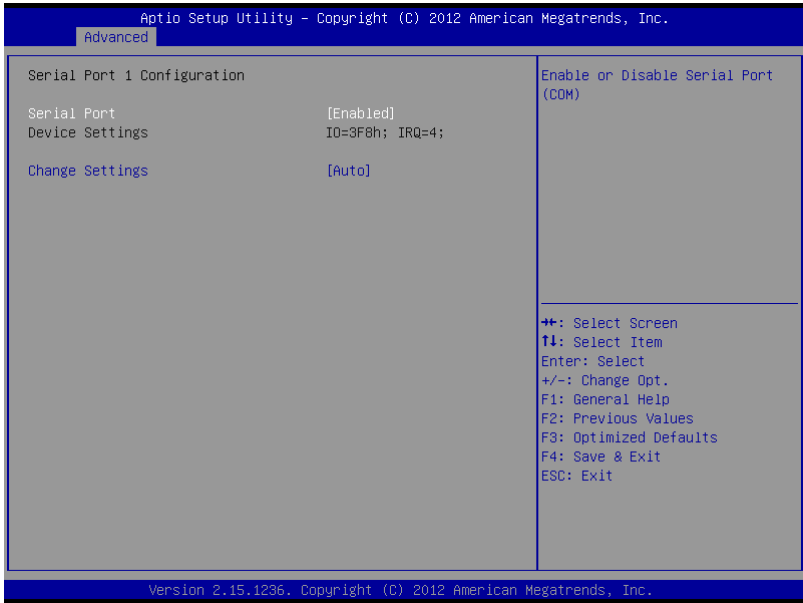 Aptio Setup Utility – Copyright (C) 2012 American Megatrends, Inc.
Advanced
Serial Port 1 Configuration
Serial Port [Enabled]
Device Settings IO=3F8h; IRQ=4;
Change Settings [Auto]
Enable or Disable Serial Port
(COM)
→←: Select Screen
↑↓: Select Item
Enter: Select
+/-: Change Opt.
F1: General Help
F2: Previous Values
F3: Optimized Defaults
F4: Save & Exit
ESC: Exit
Version 2.15.1236. Copyright (C) 2012 American Megatrends, Inc.